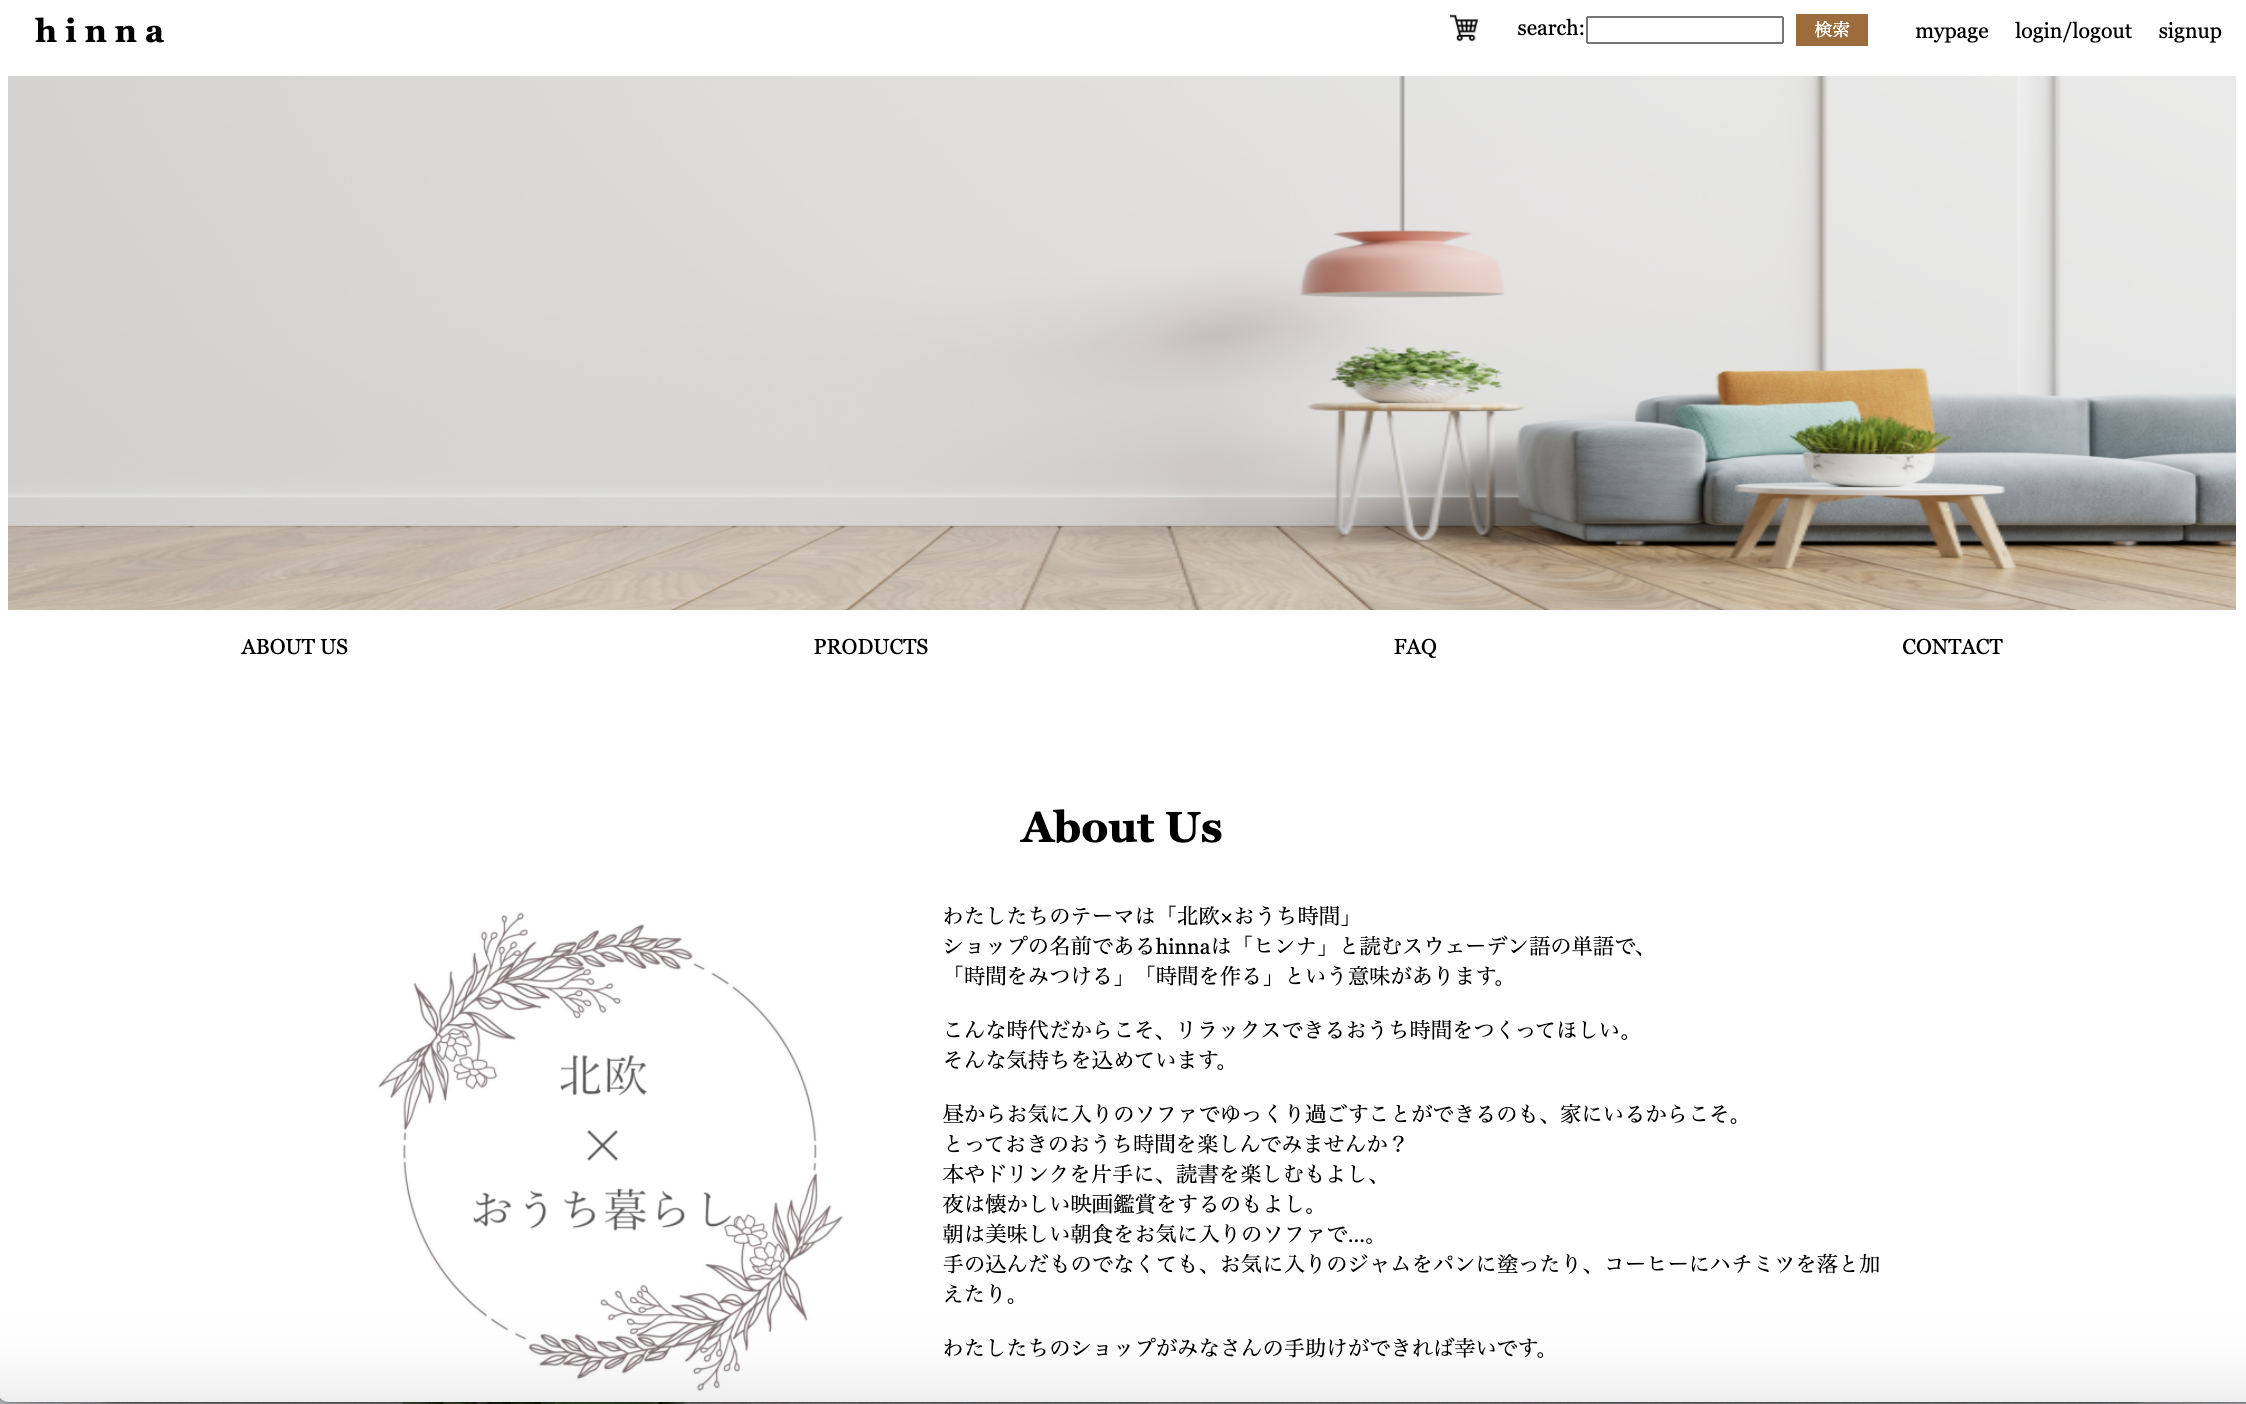 hinna
search:
検索
mypage
login/logout
signup
ABOUT US
PRODUCTS
FAQ
CONTACT
About Us
北欧
×
おうち暮らし
わたしたちのテーマは「北欧×おうち時間」
ショップの名前であるhinnaは「ヒンナ」と読むスウェーデン語の単語で、
「時間をみつける」「時間を作る」という意味があります。
こんな時代だからこそ、リラックスできるおうち時間をつくってほしい。
そんな気持ちを込めています。
昼からお気に入りのソファでゆっくり過ごすことができるのも、家にいるからこそ。
とっておきのおうち時間を楽しんでみませんか？
本やドリンクを片手に、読書を楽しむもよし、
夜は懐かしい映画鑑賞をするのもよし。
朝は美味しい朝食をお気に入りのソファで…。
手の込んだものでなくても、お気に入りのジャムをパンに塗ったり、コーヒーにハチミツを落と加
えたり。
わたしたちのショップがみなさんの手助けができれば幸いです。